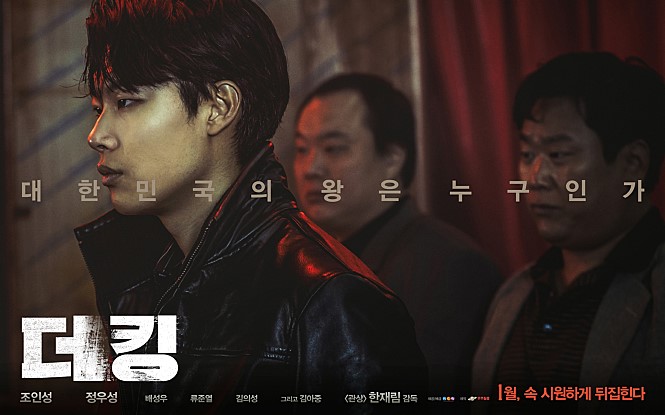 대한민국의 왕은 누구인가
더킹
조인성 정우성 배성우 류준열 김의성 그리고 김아중 〈관상〉 한재림 감독
1월, 속 시원하게 뒤집힌다